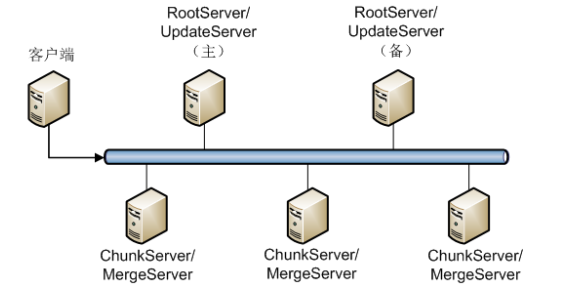 RootServer/
UpdateServer
（主）
RootServer/
UpdateServer
（备）
客户端
ChunkServer/
MergeServer
ChunkServer/
MergeServer
ChunkServer/
MergeServer